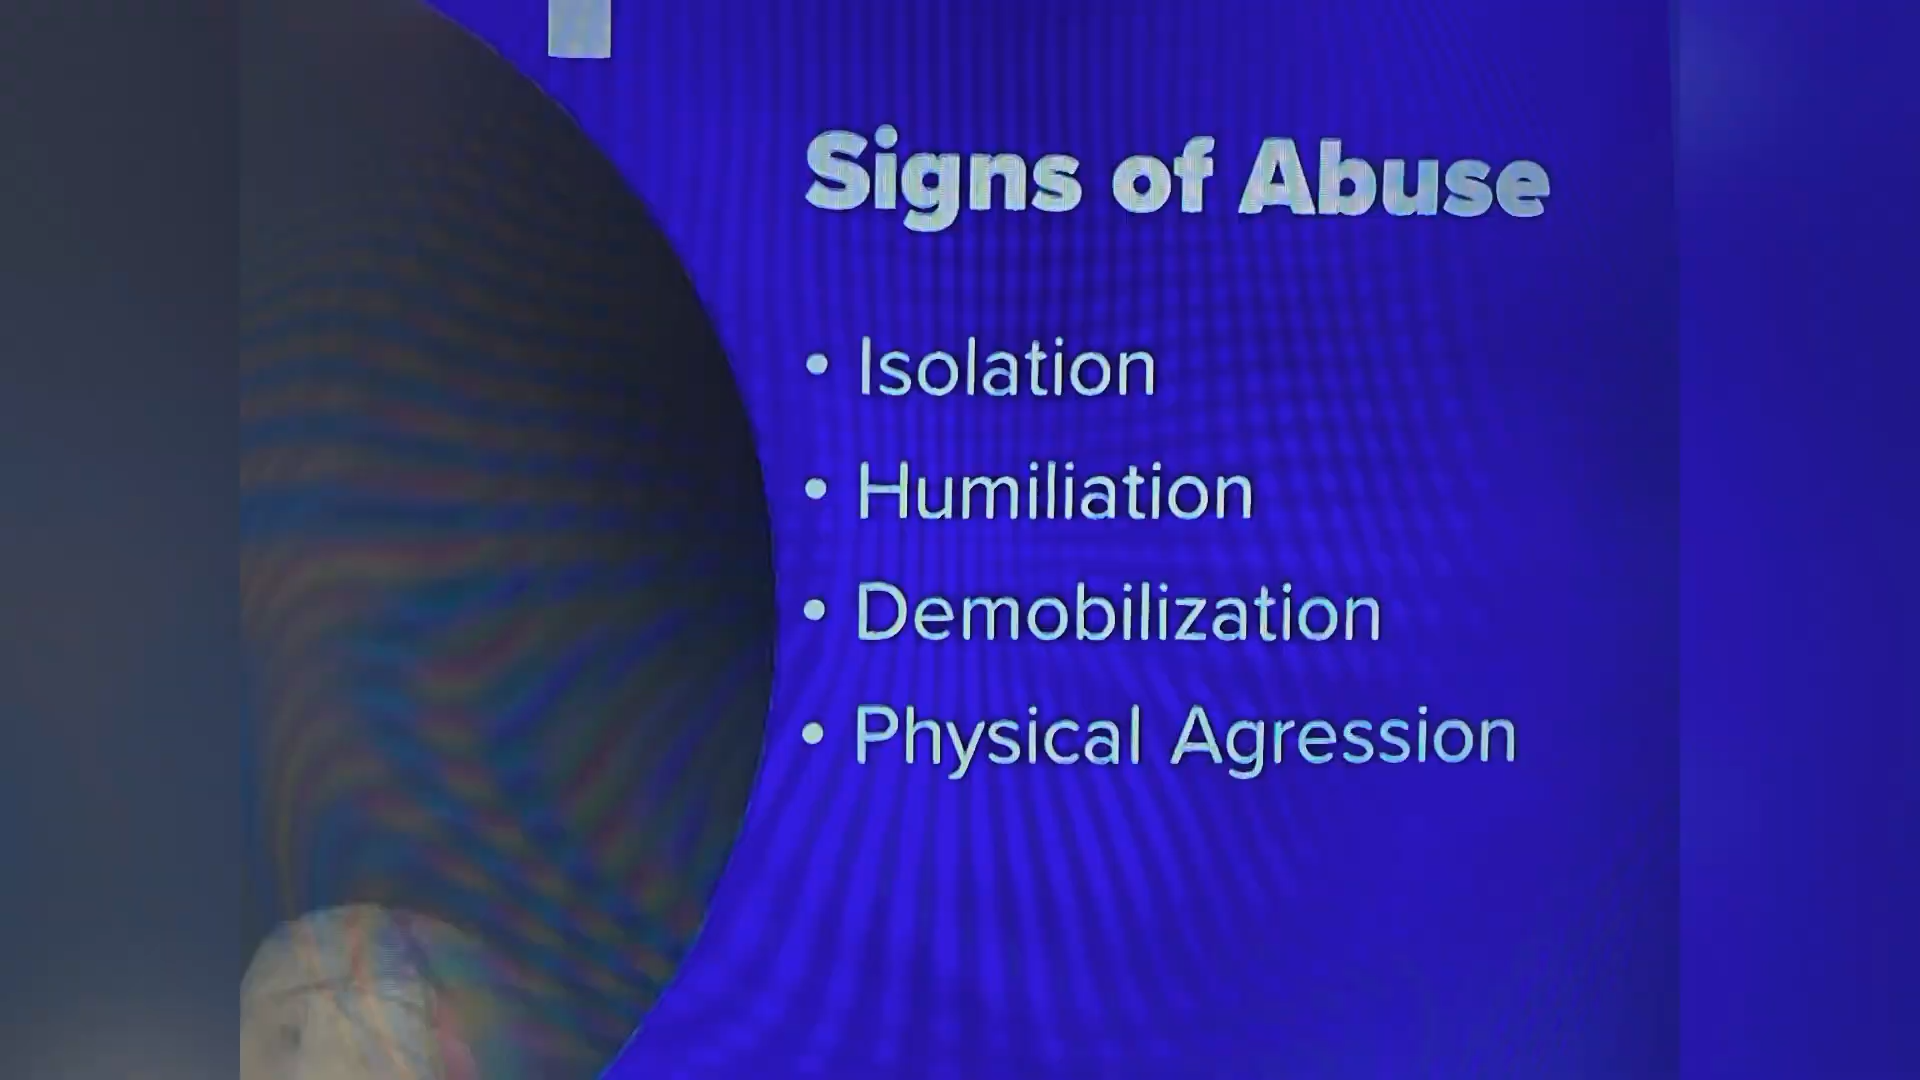 Signs of Abuse
• Isolation
• Humiliation
• Demobilization
• Physical Agression